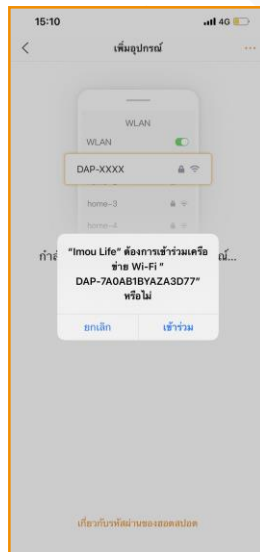 15:10
4G
เพิ่มอุปกรณ์
WLAN
WLAN
DAP-XXXX
home-3
home-4
"Imou Life" ต้องการเข้าร่วมเครือ
ข่าย Wi-Fi "
DAP-7A0AB1BYAZA3D77"
หรือไม่
ยกเลิก
เข้าร่วม
เกี่ยวกับรหัสผ่านของฮอตสปอต